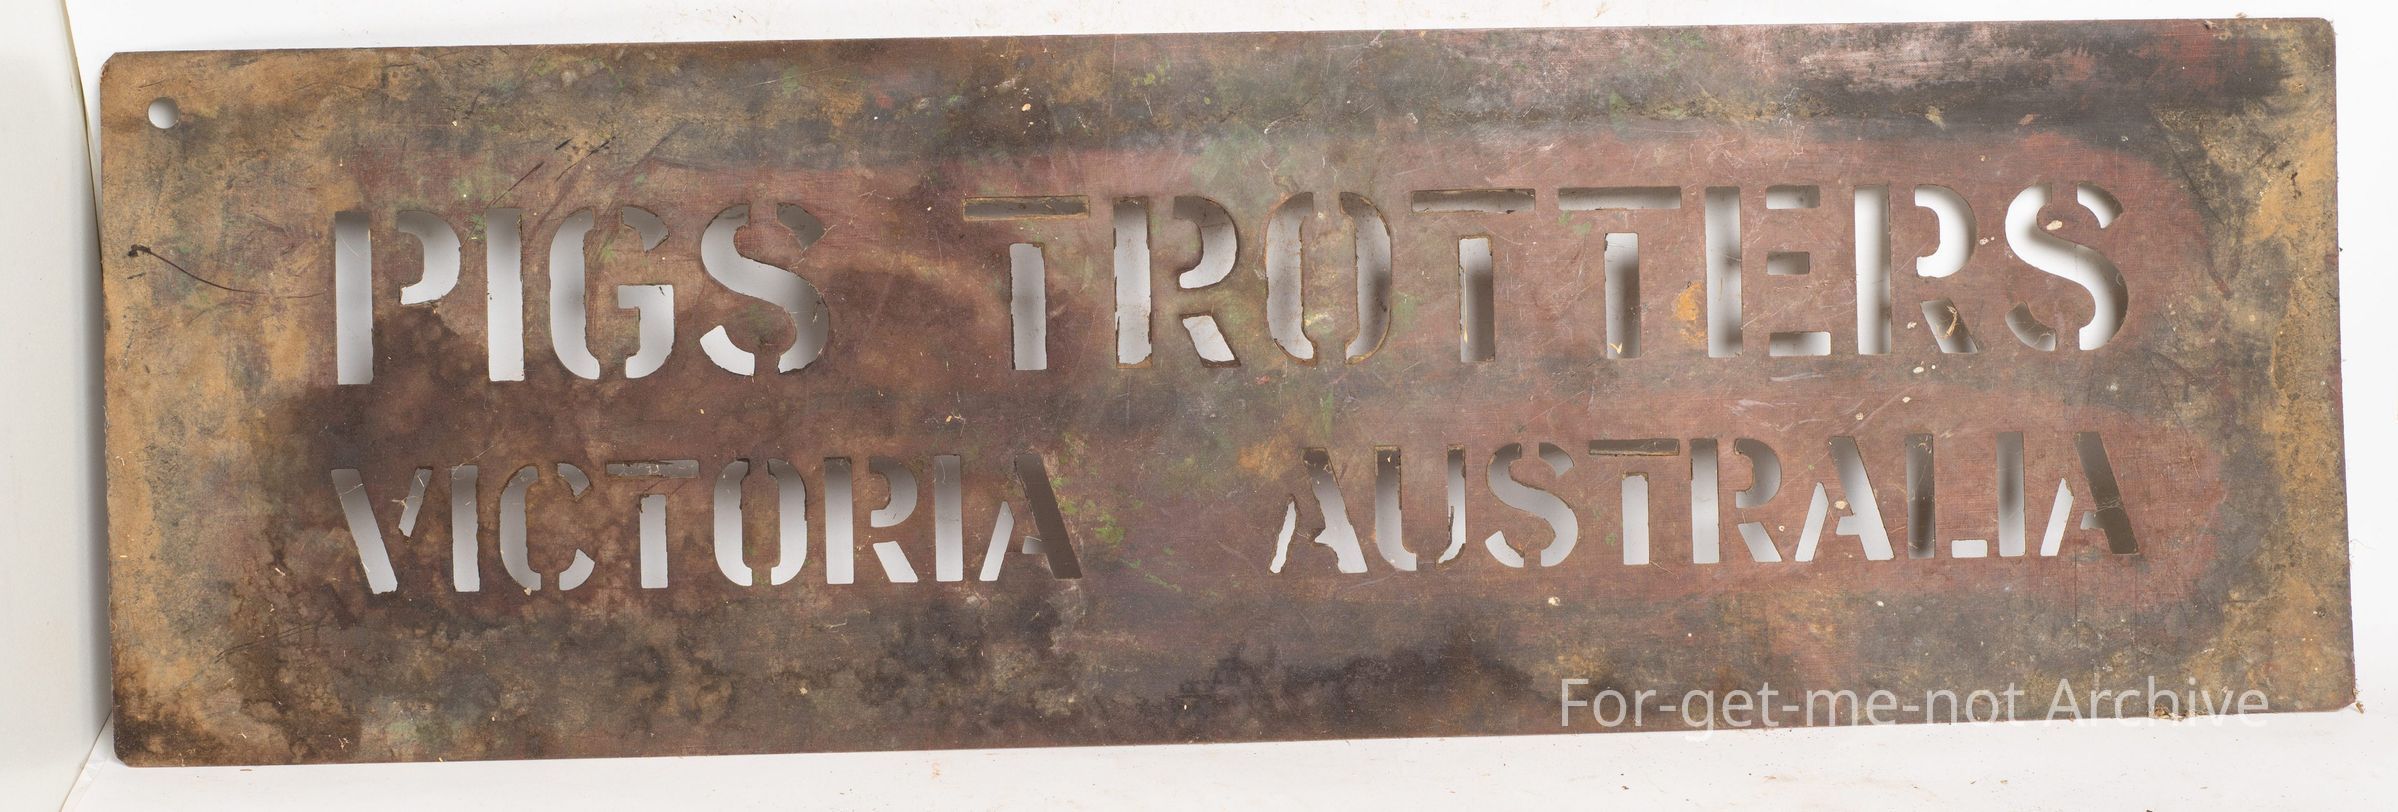 PIGS TROTTERS
VICTORIA AUSTRALIA
For-get-me-not Archive